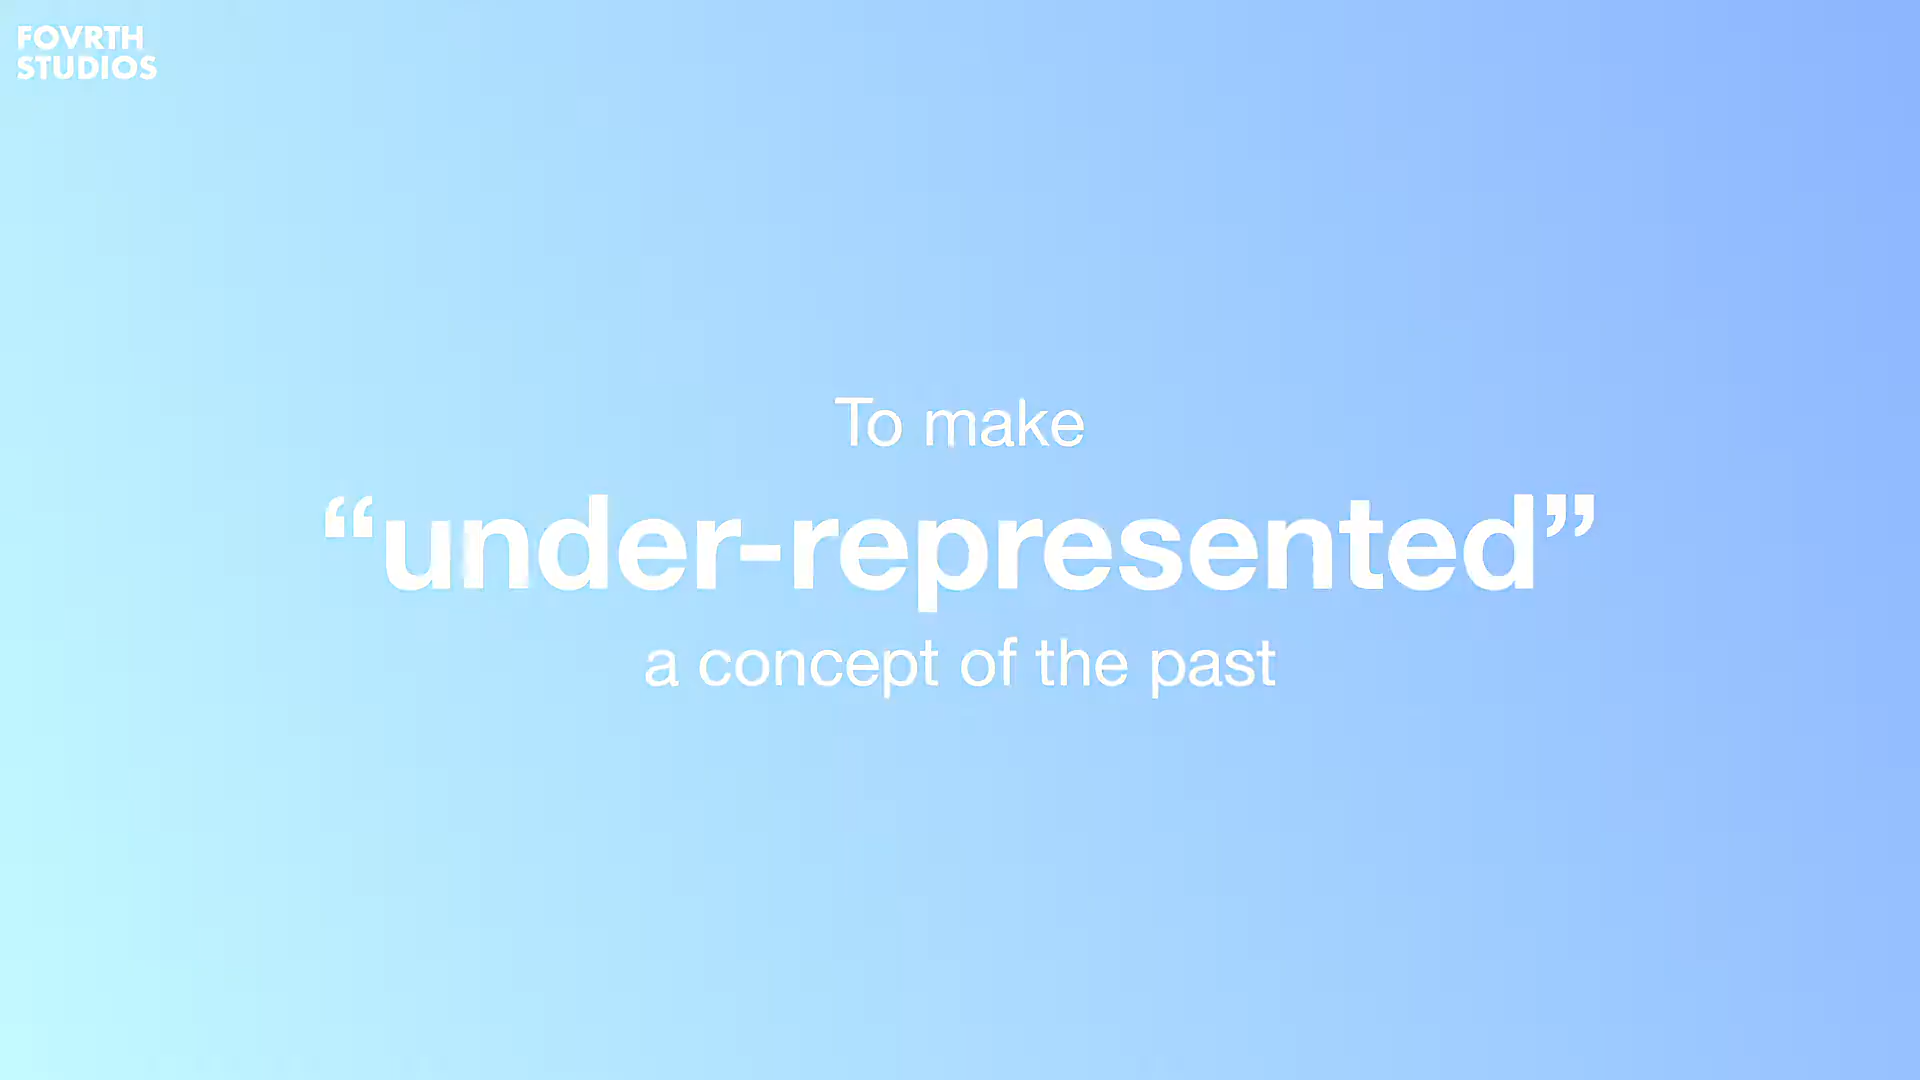 FOVRTH
STUDIOS
To make
“under-represented”
a concept of the past